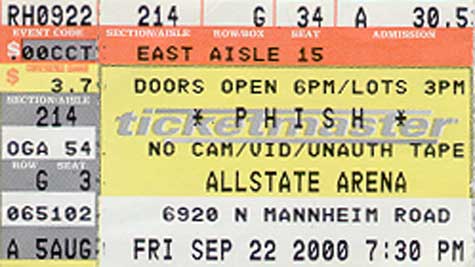 RH0922 214 G 34 A 30.5
EVENT CODE SECTION/AISLE ROW/BOX SEAT ADMISSION
$.00CCT EAST AISLE 15
$ 3.7 DOORS OPEN 6PM/LOTS 3PM
SECTION/AISLE
214 * PHISH *
ticketmaster
OGA 54 NO CAM/VID/UNAUTH TAPE
ROW SEAT
G 3 ALLSTATE ARENA
065102 6920 N MANNHEIM ROAD
A 5AUG FRI SEP 22 2000 7:30 PM